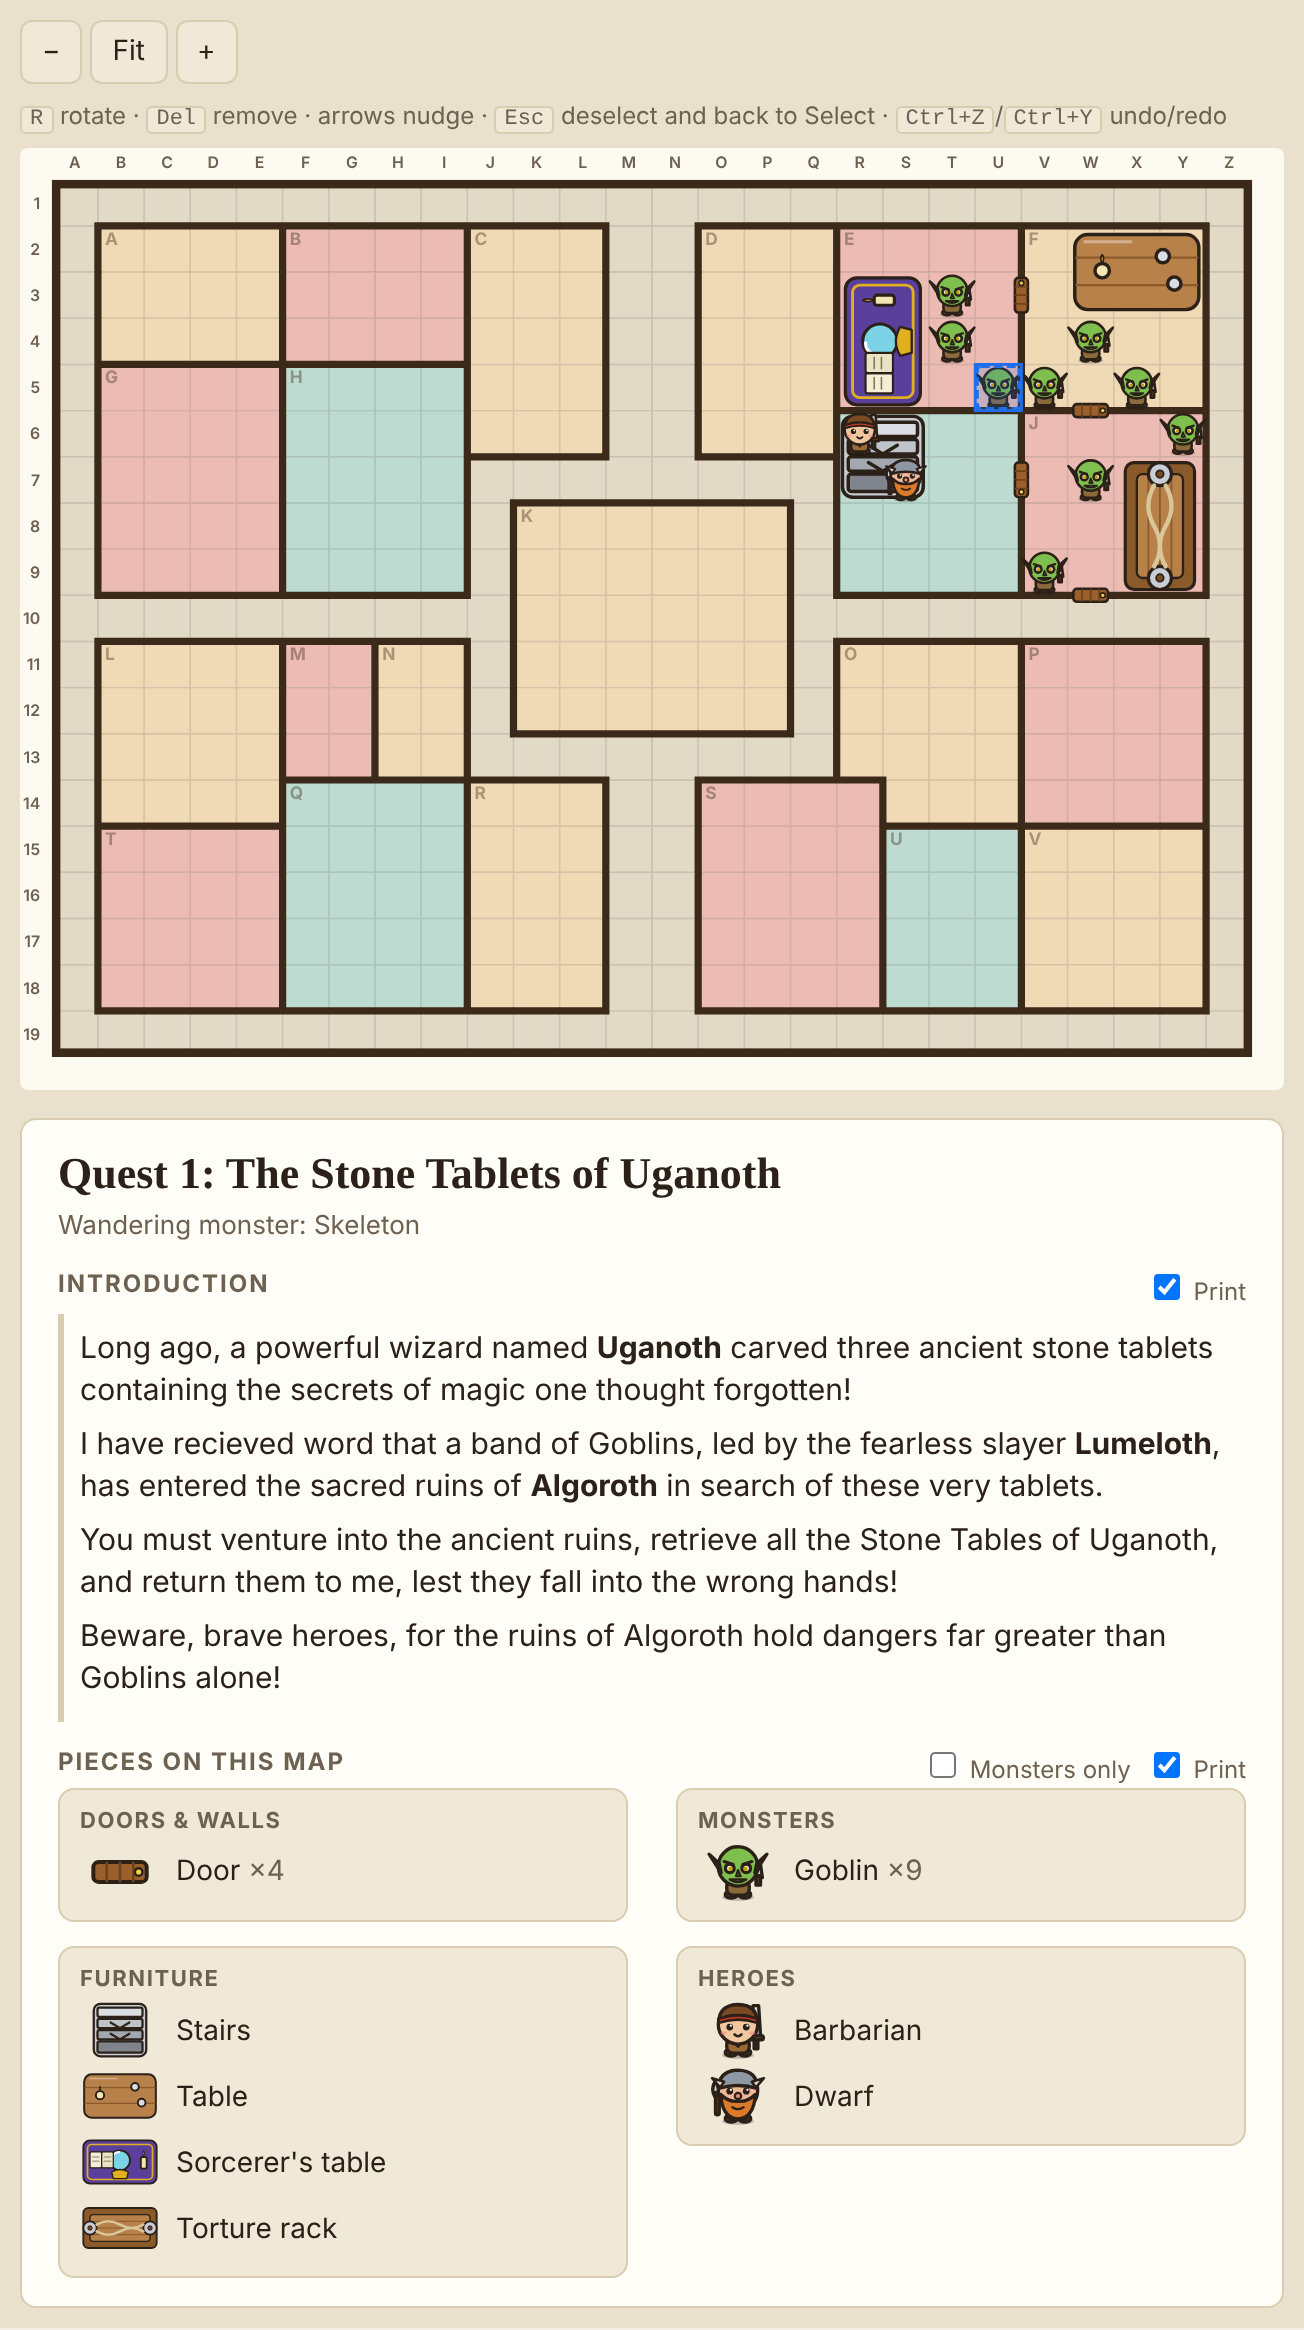 − Fit +
R rotate · Del remove · arrows nudge · Esc deselect and back to Select · Ctrl+Z/Ctrl+Y undo/redo
A B C D E F G H I J K L M N O P Q R S T U V W X Y Z
1
2
3
4
5
6
7
8
9
10
11
12
13
14
15
16
17
18
19
A B C D E F
G H
J
K
L M N O P
Q R S
T U V
Quest 1: The Stone Tablets of Uganoth
Wandering monster: Skeleton
INTRODUCTION
Print
Long ago, a powerful wizard named Uganoth carved three ancient stone tablets
containing the secrets of magic one thought forgotten!
I have recieved word that a band of Goblins, led by the fearless slayer Lumeloth,
has entered the sacred ruins of Algoroth in search of these very tablets.
You must venture into the ancient ruins, retrieve all the Stone Tables of Uganoth,
and return them to me, lest they fall into the wrong hands!
Beware, brave heroes, for the ruins of Algoroth hold dangers far greater than
Goblins alone!
PIECES ON THIS MAP
Monsters only Print
DOORS & WALLS
Door ×4
MONSTERS
Goblin ×9
FURNITURE
Stairs
Table
Sorcerer's table
Torture rack
HEROES
Barbarian
Dwarf